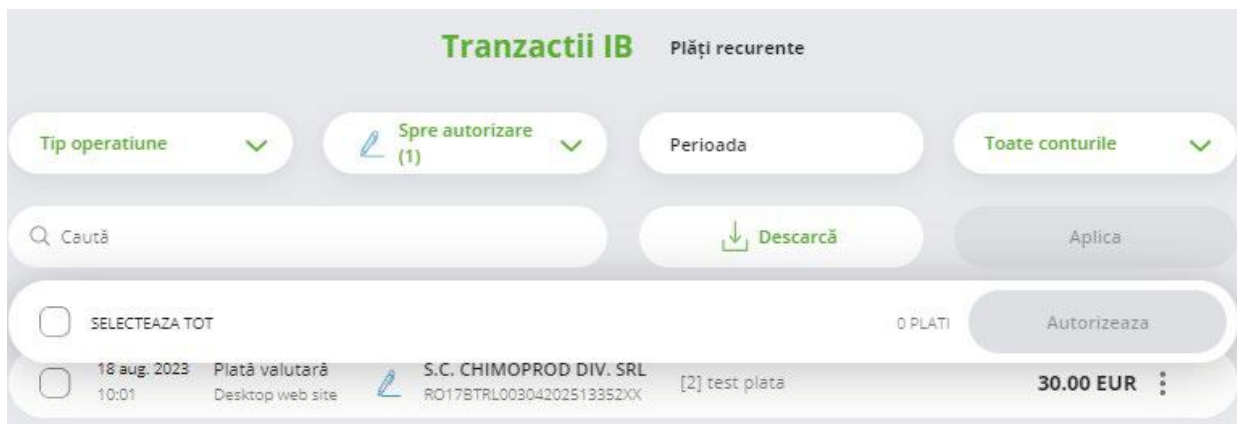 Tranzactii IB Plăți recurente
Tip operatiune
Spre autorizare
(1)
Perioada
Toate conturile
Caută
Descarcă
Aplica
SELECTEAZA TOT
0 PLATI
Autorizeaza
18 aug. 2023 Plată valutară S.C. CHIMOPROD DIV. SRL
[2] test plata
30.00 EUR
10:01 Desktop web site RO17BTRL00304202513352XX